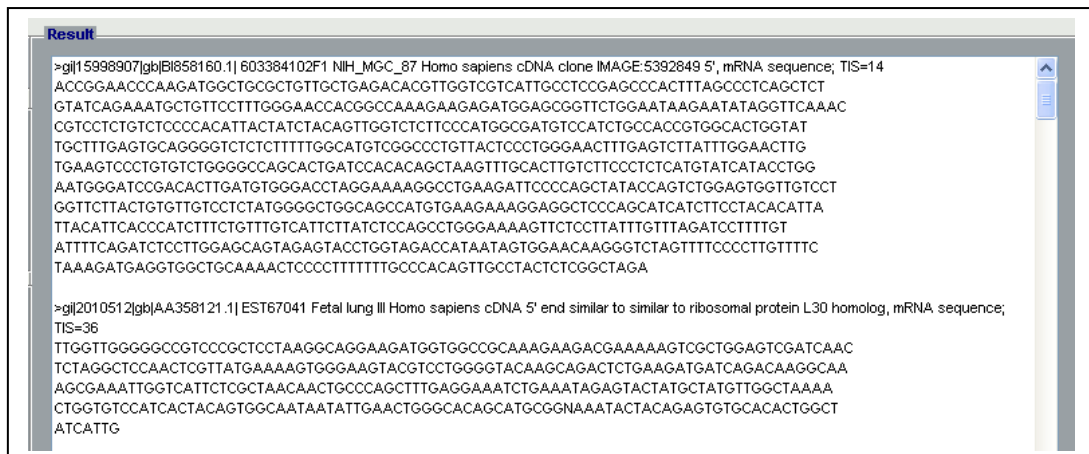 Result
>gi|15998907|gb|BI858160.1| 603384102F1 NIH_MGC_87 Homo sapiens cDNA clone IMAGE:5392849 5', mRNA sequence; TIS=14
ACCGGAACCCAAGATGGCTGCGCTGTTGCTGAGACACGTTGGTCGTCATTGCCTCCGAGCCCACTTTAGCCCTCAGCTCT
GTATCAGAAATGCTGTTCCTTTGGGAACCACGGCCAAAGAAGAGATGGAGCGGTTCTGGAATAAGAATATAGGTTCAAAC
CGTCCTCTGTCTCCCCACATTACTATCTACAGTTGGTCTCTTCCCATGGCGATGTCCATCTGCCACCGTGGCACTGGTAT
TGCTTTGAGTGCAGGGGTCTCTCTTTTTGGCATGTCGGCCCTGTTACTCCCTGGGAACTTTGAGTCTTATTTGGAACTTG
TGAAGTCCCTGTGTCTGGGGCCAGCACTGATCCACACAGCTAAGTTTGCACTTGTCTTCCCTCTCATGTATCATACCTGG
AATGGGATCCGACACTTGATGTGGGACCTAGGAAAAGGCCTGAAGATTCCCCAGCTATACCAGTCTGGAGTGGTTGTCCT
GGTTCTTACTGTGTTGTCCTCTATGGGGCTGGCAGCCATGTGAAGAAAGGAGGCTCCCAGCATCATCTTCCTACACATTA
TTACATTCACCCATCTTTCTGTTTGTCATTCTTATCTCCAGCCTGGGAAAAGTTCTCCTTATTTGTTTAGATCCTTTTGT
ATTTTCAGATCTCCTTGGAGCAGTAGAGTACCTGGTAGACCATAATAGTGGAACAAGGGTCTAGTTTTCCCCTTGTTTTC
TAAAGATGAGGTGGCTGCAAAACTCCCCTTTTTTTGCCCACAGTTGCCTACTCTCGGCTAGA
>gi|2010512|gb|AA358121.1| EST67041 Fetal lung III Homo sapiens cDNA 5' end similar to similar to ribosomal protein L30 homolog, mRNA sequence;
TIS=36
TTGGTTGGGGGCCGTCCCGCTCCTAAGGCAGGAAGATGGTGGCCGCAAAGAAGACGAAAAAGTCGCTGGAGTCGATCAAC
TCTAGGCTCCAACTCGTTATGAAAAGTGGGAAGTACGTCCTGGGGTACAAGCAGACTCTGAAGATGATCAGACAAGGCAA
AGCGAAATTGGTCATTCTCGCTAACAACTGCCCAGCTTTGAGGAAATCTGAAATAGAGTACTATGCTATGTTGGCTAAAA
CTGGTGTCCATCACTACAGTGGCAATAATATTGAACTGGGCACAGCATGCGGNAAATACTACAGAGTGTGCACACTGGCT
ATCATTG